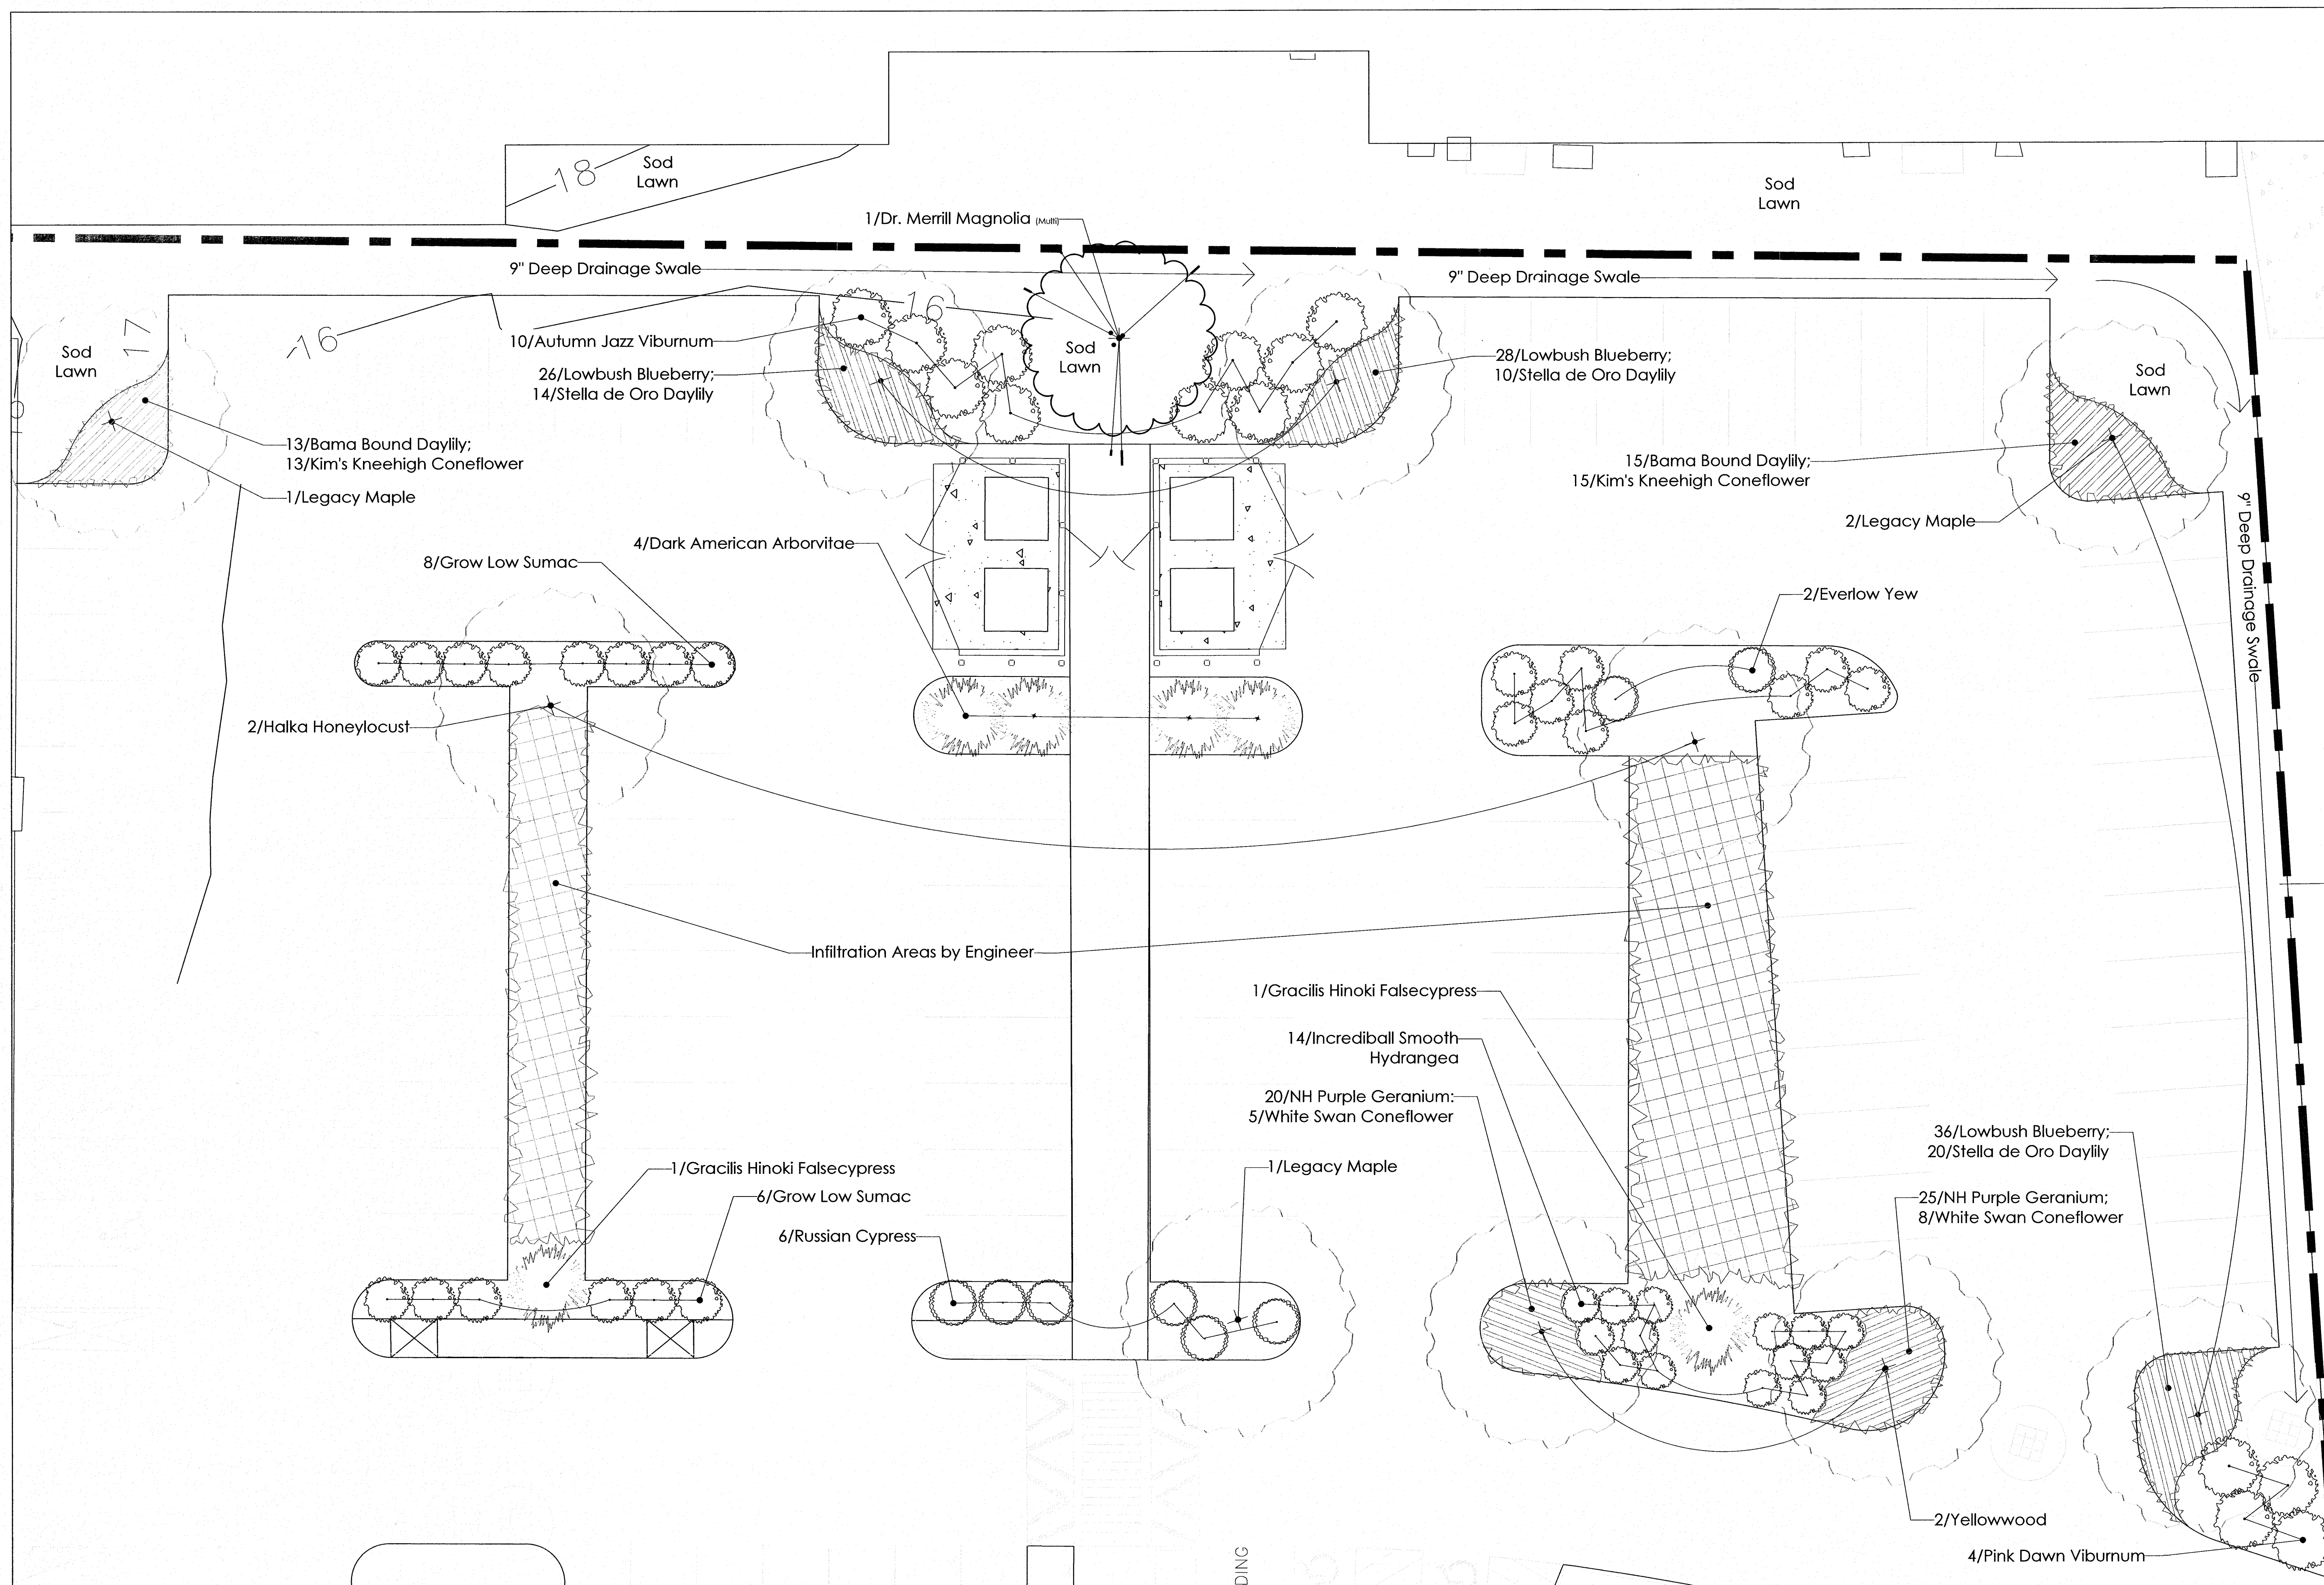 18
Sod
Lawn
Sod
Lawn
1/Dr. Merrill Magnolia (Multi)
9" Deep Drainage Swale
9" Deep Drainage Swale
17
16
16
10/Autumn Jazz Viburnum
Sod
Lawn
Sod
Lawn
26/Lowbush Blueberry;
14/Stella de Oro Daylily
28/Lowbush Blueberry;
10/Stella de Oro Daylily
Sod
Lawn
13/Bama Bound Daylily;
13/Kim's Kneehigh Coneflower
1/Legacy Maple
15/Bama Bound Daylily;
15/Kim's Kneehigh Coneflower
2/Legacy Maple
9" Deep Drainage Swale
4/Dark American Arborvitae
8/Grow Low Sumac
2/Everlow Yew
2/Halka Honeylocust
Infiltration Areas by Engineer
1/Gracilis Hinoki Falsecypress
14/Incrediball Smooth
Hydrangea
20/NH Purple Geranium:
5/White Swan Coneflower
36/Lowbush Blueberry;
20/Stella de Oro Daylily
1/Gracilis Hinoki Falsecypress
1/Legacy Maple
6/Grow Low Sumac
25/NH Purple Geranium;
8/White Swan Coneflower
6/Russian Cypress
2/Yellowwood
4/Pink Dawn Viburnum
DING